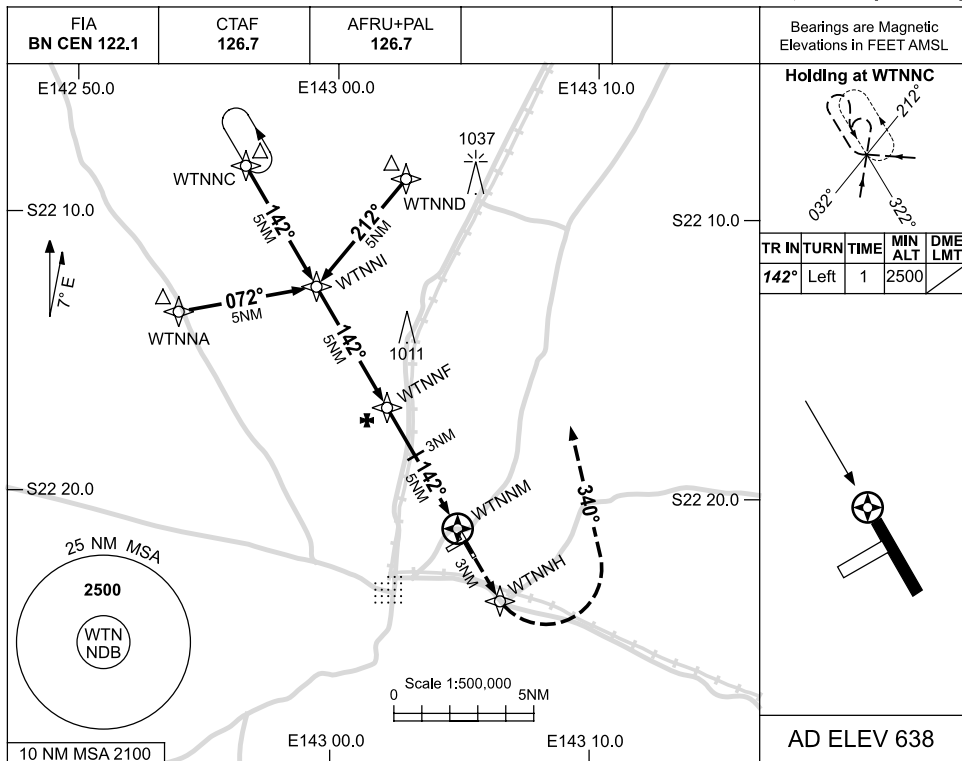 FIA
BN CEN 122.1
CTAF
126.7
AFRU+PAL
126.7
Bearings are Magnetic
Elevations in FEET AMSL
E142 50.0
E143 00.0
E143 10.0
Holding at WTNNC
212°
032°
322°
1037
WTNNC
WTNND
142°
5NM
212°
5NM
S22 10.0
S22 10.0
TR IN TURN TIME MIN ALT DME LMT
142° Left 1 2500
7° E
WTNNI
072°
5NM
WTNNA
142°
5NM
1011
WTNNF
3NM
142°
5NM
S22 20.0
S22 20.0
WTNNM
340°
3NM
WTNNH
25 NM MSA
2500
WTN
NDB
Scale 1:500,000
0 5NM
10 NM MSA 2100
E143 00.0
E143 10.0
AD ELEV 638